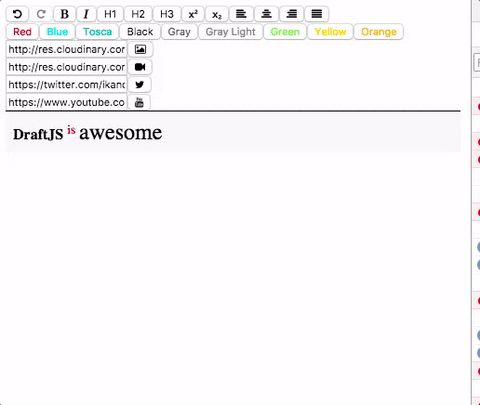 B I H1 H2 H3 x² x₂
Red Blue Tosca Black Gray Gray Light Green Yellow Orange
http://res.cloudinary.cor
http://res.cloudinary.cor
https://twitter.com/ikanc
https://www.youtube.co
DraftJS is awesome